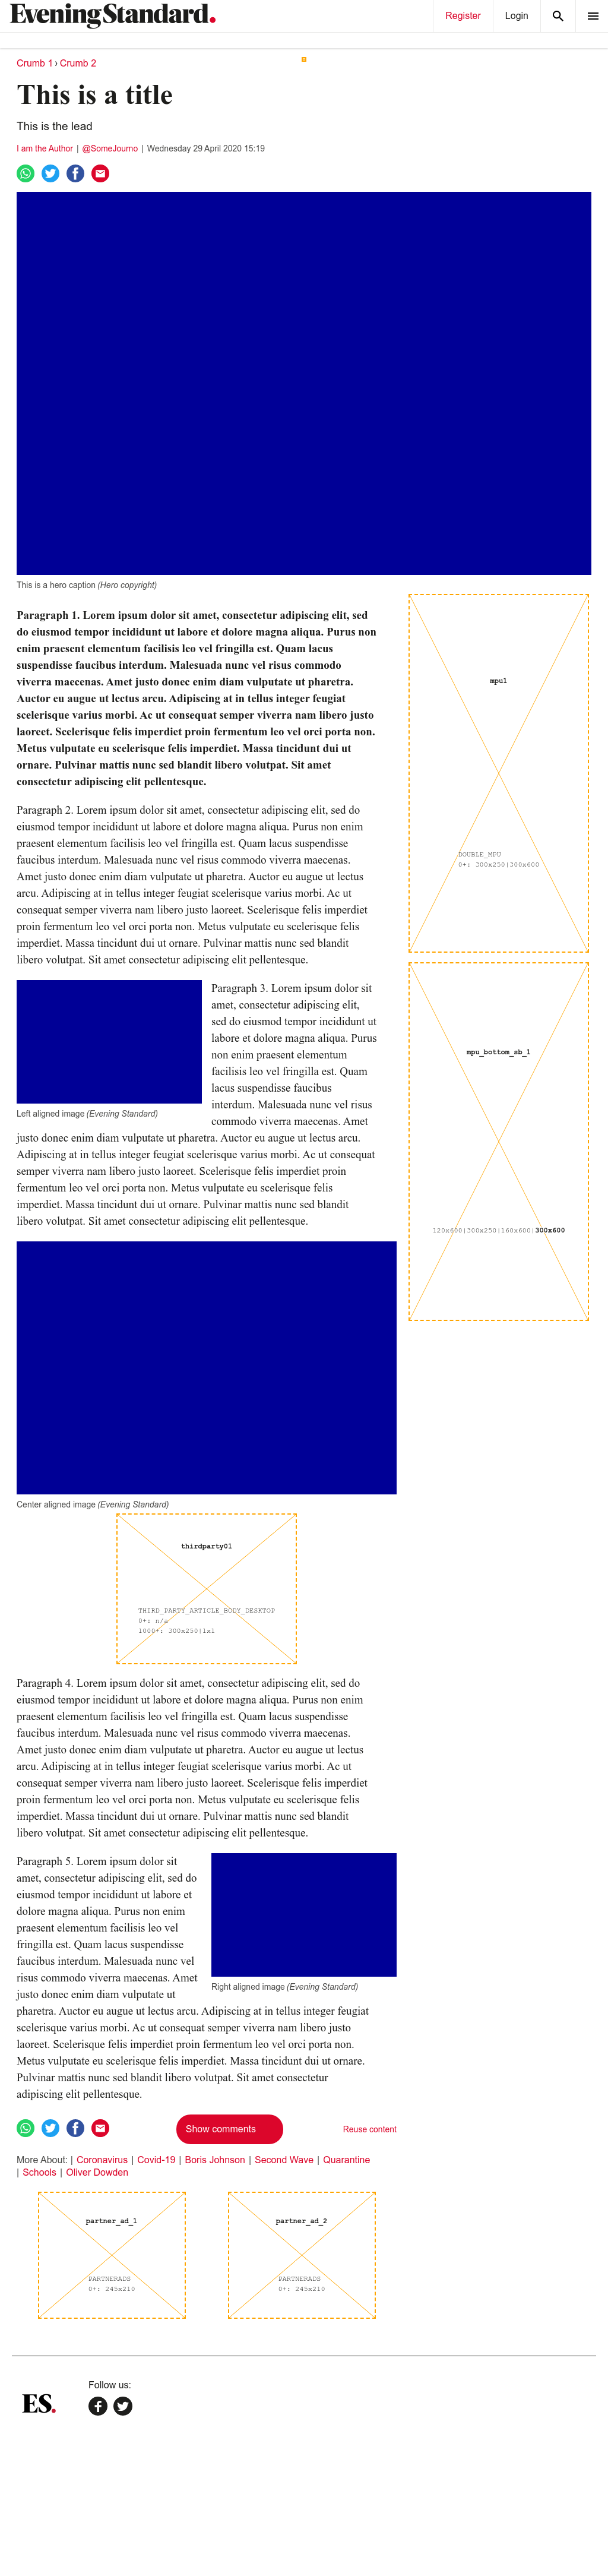 Evening Standard.
Register
Login
Crumb 1 › Crumb 2
This is a title
This is the lead
I am the Author | @SomeJourno | Wednesday 29 April 2020 15:19
This is a hero caption (Hero copyright)
Paragraph 1. Lorem ipsum dolor sit amet, consectetur adipiscing elit, sed
do eiusmod tempor incididunt ut labore et dolore magna aliqua. Purus non
enim praesent elementum facilisis leo vel fringilla est. Quam lacus
suspendisse faucibus interdum. Malesuada nunc vel risus commodo
viverra maecenas. Amet justo donec enim diam vulputate ut pharetra.
Auctor eu augue ut lectus arcu. Adipiscing at in tellus integer feugiat
scelerisque varius morbi. Ac ut consequat semper viverra nam libero justo
laoreet. Scelerisque felis imperdiet proin fermentum leo vel orci porta non.
Metus vulputate eu scelerisque felis imperdiet. Massa tincidunt dui ut
ornare. Pulvinar mattis nunc sed blandit libero volutpat. Sit amet
consectetur adipiscing elit pellentesque.
mpu1
DOUBLE_MPU
0+: 300x250|300x600
Paragraph 2. Lorem ipsum dolor sit amet, consectetur adipiscing elit, sed do
eiusmod tempor incididunt ut labore et dolore magna aliqua. Purus non enim
praesent elementum facilisis leo vel fringilla est. Quam lacus suspendisse
faucibus interdum. Malesuada nunc vel risus commodo viverra maecenas.
Amet justo donec enim diam vulputate ut pharetra. Auctor eu augue ut lectus
arcu. Adipiscing at in tellus integer feugiat scelerisque varius morbi. Ac ut
consequat semper viverra nam libero justo laoreet. Scelerisque felis imperdiet
proin fermentum leo vel orci porta non. Metus vulputate eu scelerisque felis
imperdiet. Massa tincidunt dui ut ornare. Pulvinar mattis nunc sed blandit
libero volutpat. Sit amet consectetur adipiscing elit pellentesque.
mpu_bottom_sb_1
120x600|300x250|160x600|300x600
Left aligned image (Evening Standard)
Paragraph 3. Lorem ipsum dolor sit
amet, consectetur adipiscing elit,
sed do eiusmod tempor incididunt ut
labore et dolore magna aliqua. Purus
non enim praesent elementum
facilisis leo vel fringilla est. Quam
lacus suspendisse faucibus
interdum. Malesuada nunc vel risus
commodo viverra maecenas. Amet
justo donec enim diam vulputate ut pharetra. Auctor eu augue ut lectus arcu.
Adipiscing at in tellus integer feugiat scelerisque varius morbi. Ac ut consequat
semper viverra nam libero justo laoreet. Scelerisque felis imperdiet proin
fermentum leo vel orci porta non. Metus vulputate eu scelerisque felis
imperdiet. Massa tincidunt dui ut ornare. Pulvinar mattis nunc sed blandit
libero volutpat. Sit amet consectetur adipiscing elit pellentesque.
Center aligned image (Evening Standard)
thirdparty01
THIRD_PARTY_ARTICLE_BODY_DESKTOP
0+: n/a
1000+: 300x250|1x1
Paragraph 4. Lorem ipsum dolor sit amet, consectetur adipiscing elit, sed do
eiusmod tempor incididunt ut labore et dolore magna aliqua. Purus non enim
praesent elementum facilisis leo vel fringilla est. Quam lacus suspendisse
faucibus interdum. Malesuada nunc vel risus commodo viverra maecenas.
Amet justo donec enim diam vulputate ut pharetra. Auctor eu augue ut lectus
arcu. Adipiscing at in tellus integer feugiat scelerisque varius morbi. Ac ut
consequat semper viverra nam libero justo laoreet. Scelerisque felis imperdiet
proin fermentum leo vel orci porta non. Metus vulputate eu scelerisque felis
imperdiet. Massa tincidunt dui ut ornare. Pulvinar mattis nunc sed blandit
libero volutpat. Sit amet consectetur adipiscing elit pellentesque.
Paragraph 5. Lorem ipsum dolor sit
amet, consectetur adipiscing elit, sed do
eiusmod tempor incididunt ut labore et
dolore magna aliqua. Purus non enim
praesent elementum facilisis leo vel
fringilla est. Quam lacus suspendisse
faucibus interdum. Malesuada nunc vel
risus commodo viverra maecenas. Amet
justo donec enim diam vulputate ut
Right aligned image (Evening Standard)
pharetra. Auctor eu augue ut lectus arcu. Adipiscing at in tellus integer feugiat
scelerisque varius morbi. Ac ut consequat semper viverra nam libero justo
laoreet. Scelerisque felis imperdiet proin fermentum leo vel orci porta non.
Metus vulputate eu scelerisque felis imperdiet. Massa tincidunt dui ut ornare.
Pulvinar mattis nunc sed blandit libero volutpat. Sit amet consectetur
adipiscing elit pellentesque.
Show comments
Reuse content
More About: | Coronavirus | Covid-19 | Boris Johnson | Second Wave | Quarantine
| Schools | Oliver Dowden
partner_ad_1
PARTNERADS
0+: 245x210
partner_ad_2
PARTNERADS
0+: 245x210
ES.
Follow us: